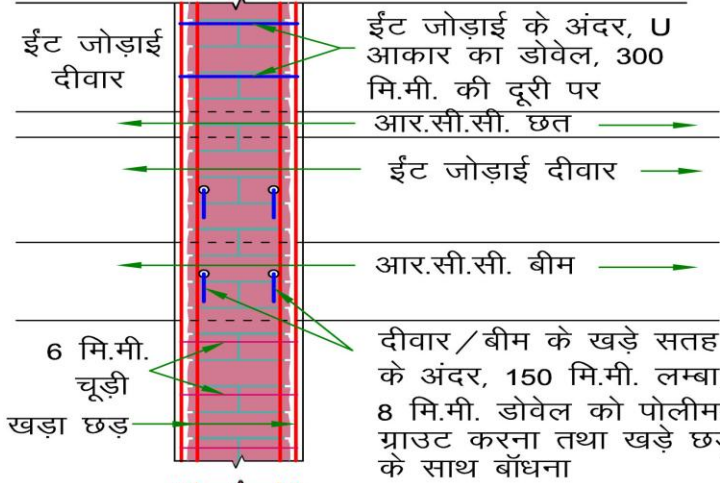 ईंट जोड़ाई
दीवार
ईंट जोड़ाई के अंदर, U
आकार का डोवेल, 300
मि.मी. की दूरी पर
आर.सी.सी. छत
ईंट जोड़ाई दीवार
आर.सी.सी. बीम
6 मि.मी.
चूड़ी
खड़ा छड़
दीवार/बीम के खड़े सतह
के अंदर, 150 मि.मी. लम्बा
8 मि.मी. डोवेल को पोलीम
ग्राउट करना तथा खड़े
के साथ बॉधना